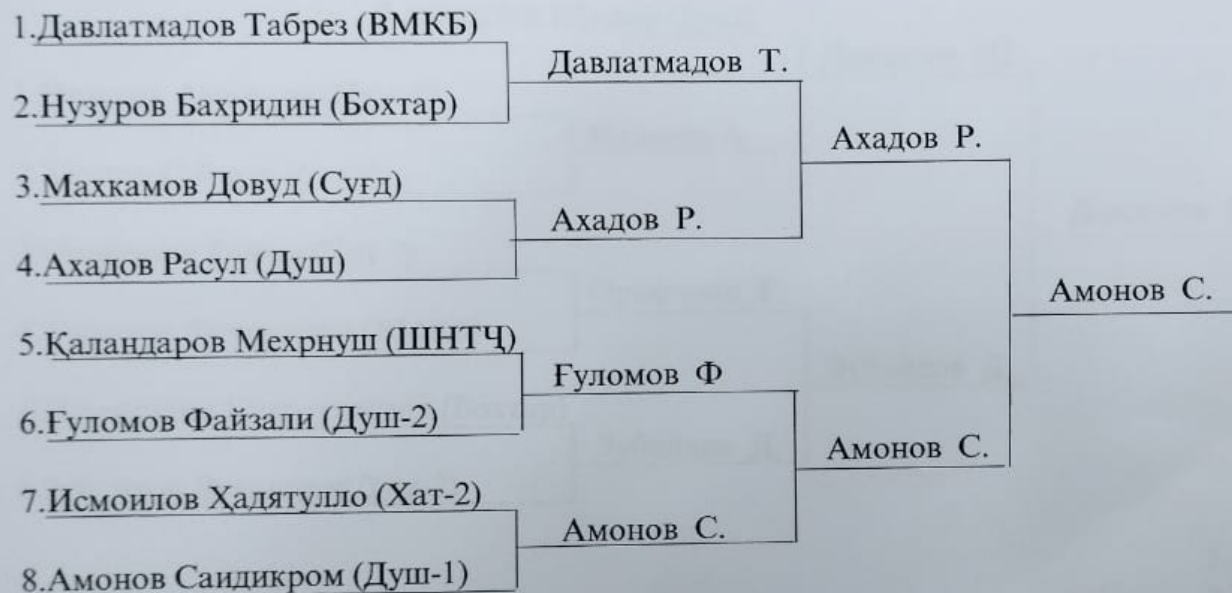 1.Давлатмадов Табрез (ВМКБ)
Давлатмадов Т.
2.Нузуров Бахридин (Бохтар)
Ахадов Р.
3.Махкамов Довуд (Суғд)
Ахадов Р.
4.Ахадов Расул (Душ)
Амонов С.
5.Қаландаров Мехрнуш (ШНТҶ)
Ғуломов Ф
6.Ғуломов Файзали (Душ-2)
Амонов С.
7.Исмоилов Ҳадятулло (Хат-2)
Амонов С.
8.Амонов Саидикром (Душ-1)